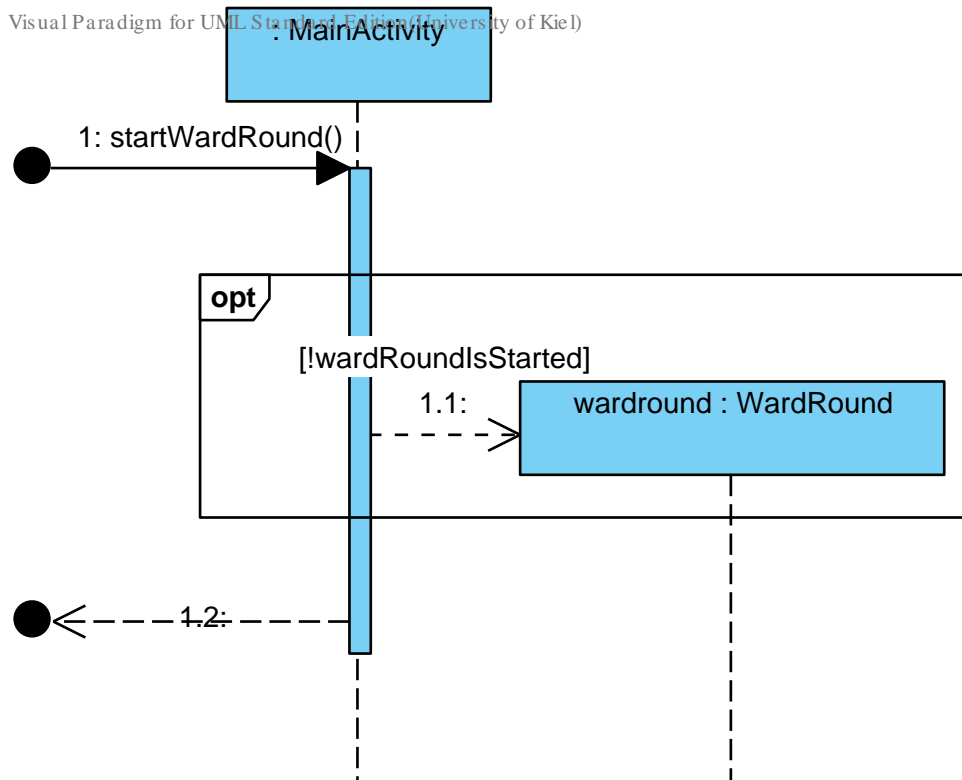 Visual Paradigm for UML Standard Edition(University of Kiel)
: MainActivity
1: startWardRound()
opt
[!wardRoundIsStarted]
1.1:
wardround : WardRound
1.2: